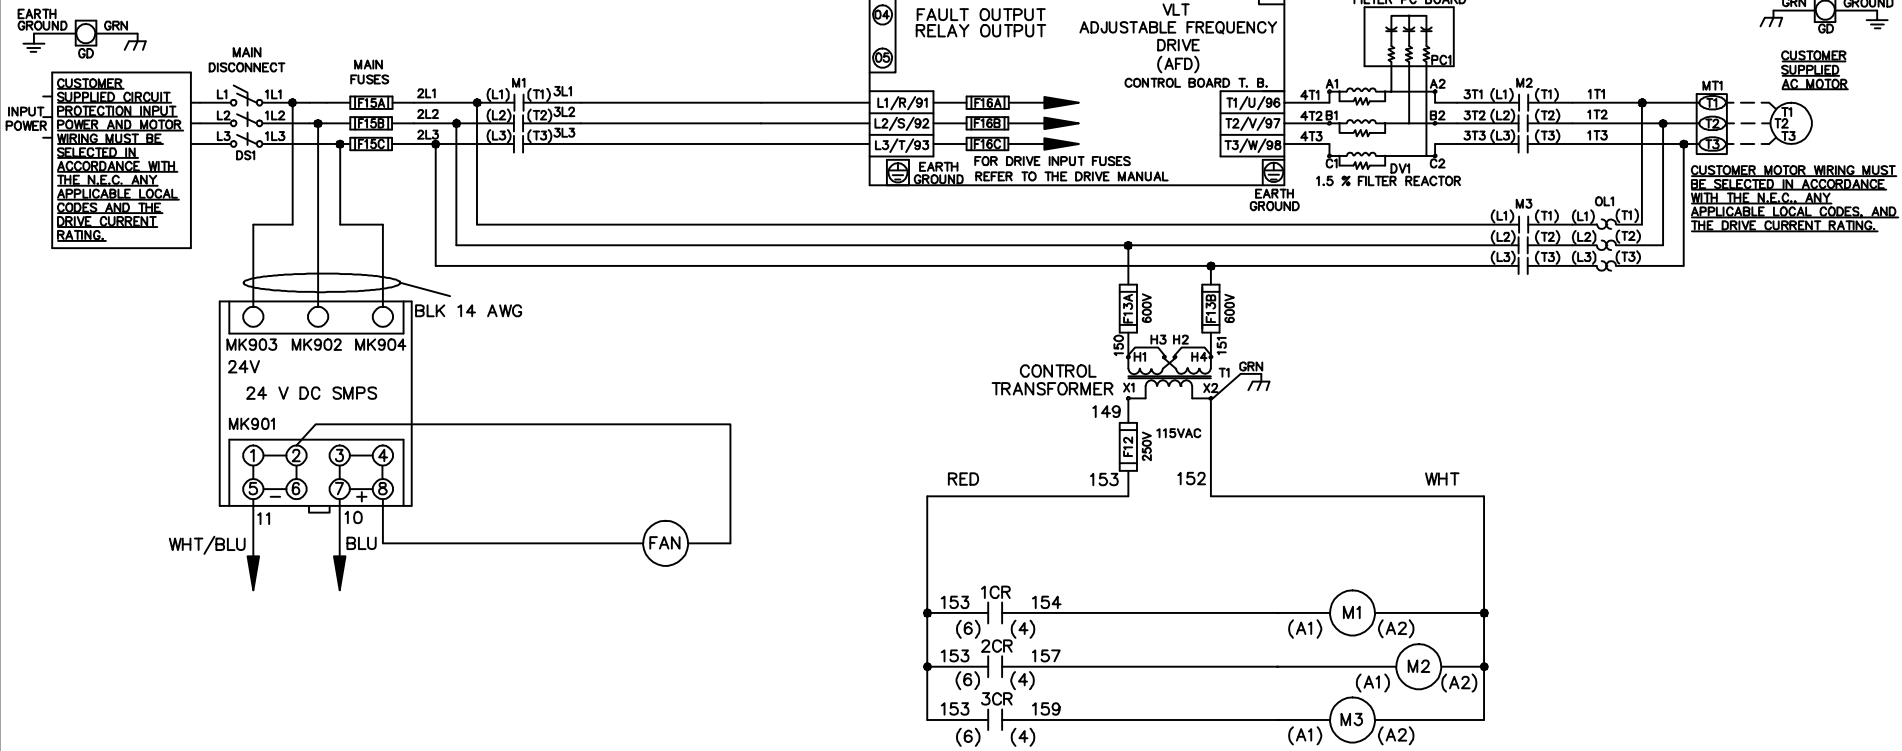 EARTH
GROUND
GRN
GD
CUSTOMER
SUPPLIED CIRCUIT
PROTECTION INPUT
POWER AND MOTOR
WIRING MUST BE
SELECTED IN
ACCORDANCE WITH
THE N.E.C. ANY
APPLICABLE LOCAL
CODES AND THE
DRIVE CURRENT
RATING.
INPUT
POWER
MAIN
DISCONNECT
L1 1L1
L2 1L2
L3 1L3
DS1
MAIN
FUSES
F15A
F15B
F15C
2L1
2L2
2L3
M1
(L1) (T1) 3L1
(L2) (T2) 3L2
(L3) (T3) 3L3
04
05
FAULT OUTPUT
RELAY OUTPUT
VLT
ADJUSTABLE FREQUENCY
DRIVE
(AFD)
CONTROL BOARD T. B.
L1/R/91
L2/S/92
L3/T/93
F16A
F16B
F16C
EARTH
GROUND
FOR DRIVE INPUT FUSES
REFER TO THE DRIVE MANUAL
T1/U/96
T2/V/97
T3/W/98
EARTH
GROUND
FILTER PC BOARD
PC1
4T1 A1 A2
4T2 B1 B2
4T3 C1 C2
DV1
1.5 % FILTER REACTOR
M2
3T1 (L1) (T1) 1T1
3T2 (L2) (T2) 1T2
3T3 (L3) (T3) 1T3
MT1
T1
T2
T3
T1
T2
T3
GRN
GROUND
GD
CUSTOMER
SUPPLIED
AC MOTOR
CUSTOMER MOTOR WIRING MUST
BE SELECTED IN ACCORDANCE
WITH THE N.E.C., ANY
APPLICABLE LOCAL CODES, AND
THE DRIVE CURRENT RATING.
M3 OL1
(L1) (T1) (L1) (T1)
(L2) (T2) (L2) (T2)
(L3) (T3) (L3) (T3)
BLK 14 AWG
MK903 MK902 MK904
24V
24 V DC SMPS
MK901
1 2 3 4
5 6 7 8
- +
11 10
WHT/BLU BLU
FAN
F13A
600V
F13B
600V
150 151
H3 H2
H1 H4
CONTROL
TRANSFORMER
T1
X1 X2
GRN
149
F12
250V
115VAC
153 152
RED WHT
1CR
153 154
(6) (4)
M1
(A1) (A2)
2CR
153 157
(6) (4)
M2
(A1) (A2)
3CR
153 159
(6) (4)
M3
(A1) (A2)